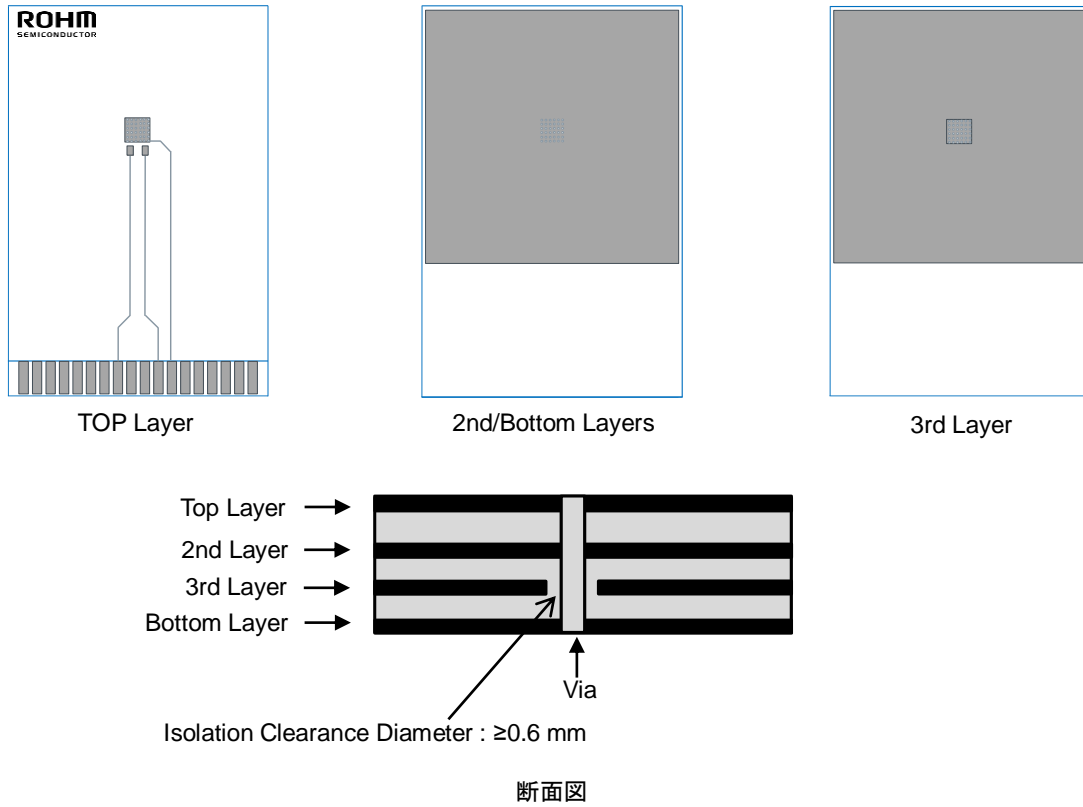 ROHM
SEMICONDUCTOR
TOP Layer
2nd/Bottom Layers
3rd Layer
Top Layer
2nd Layer
3rd Layer
Bottom Layer
Via
Isolation Clearance Diameter : ≥0.6 mm
断面図